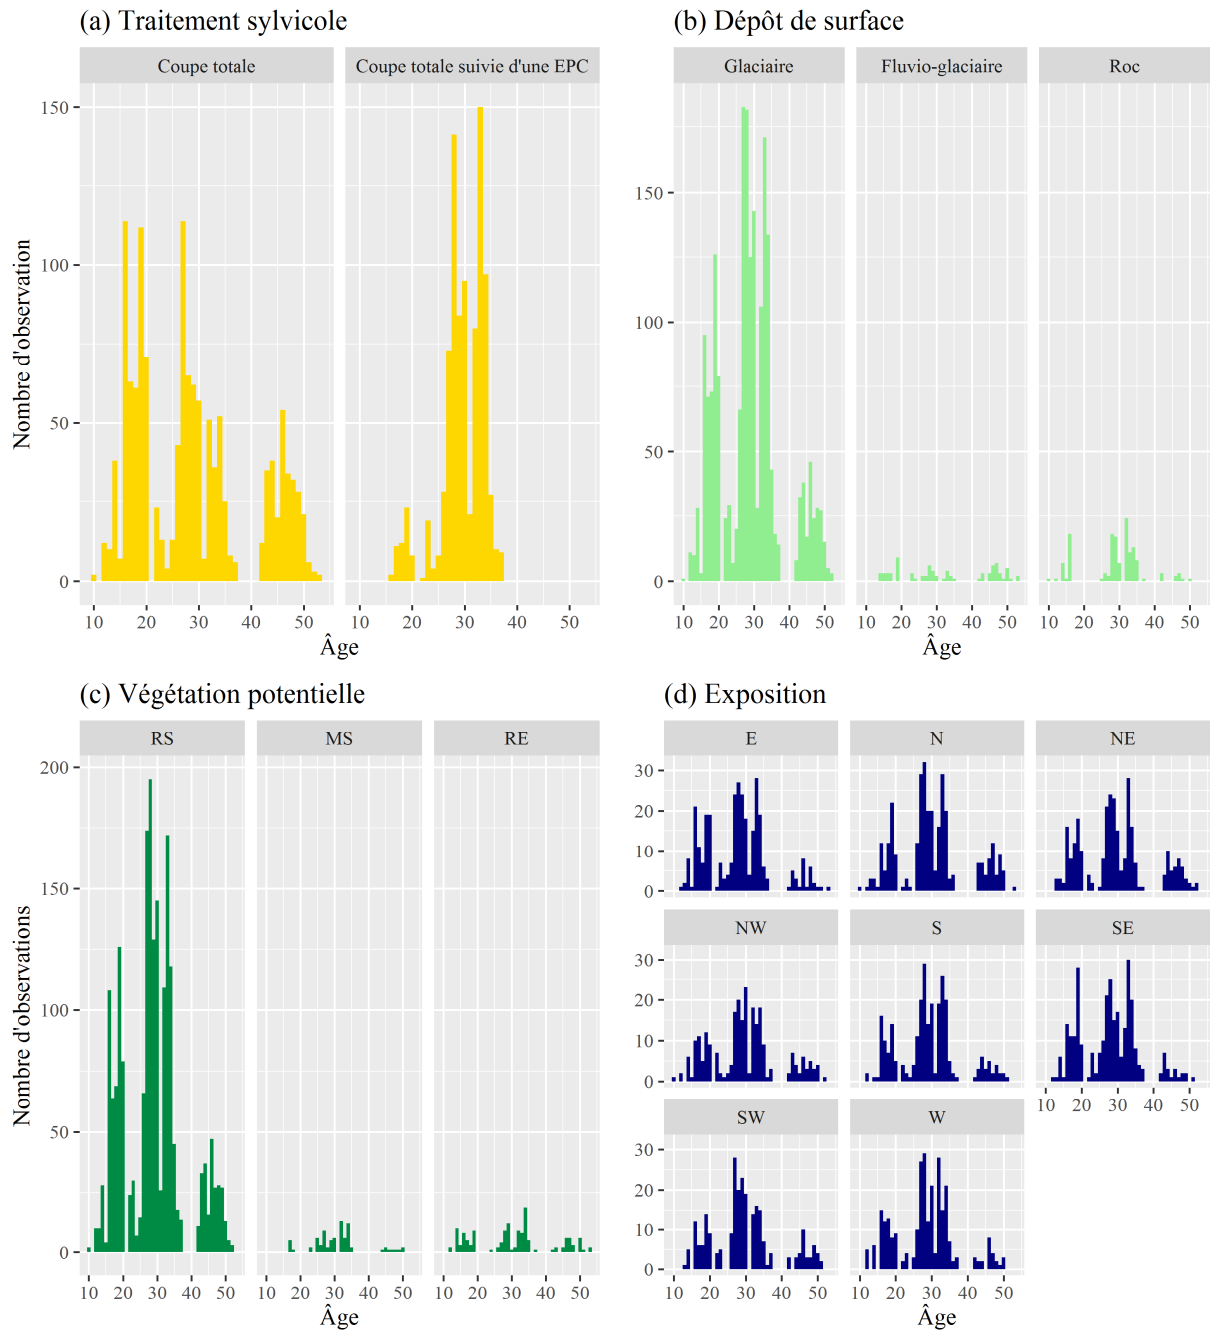 (a) Traitement sylvicole
Coupe totale
Coupe totale suivie d'une EPC
Nombre d'observation
150
100
50
0
10 20 30 40 50
10 20 30 40 50
Âge
(b) Dépôt de surface
Glaciaire
Fluvio-glaciaire
Roc
150
100
50
0
10 20 30 40 50
10 20 30 40 50
10 20 30 40 50
Âge
(c) Végétation potentielle
RS
MS
RE
Nombre d'observations
200
150
100
50
0
10 20 30 40 50
10 20 30 40 50
10 20 30 40 50
Âge
(d) Exposition
E
N
NE
30
20
10
0
NW
S
SE
30
20
10
0
10 20 30 40 50
SW
W
30
20
10
0
10 20 30 40 50
10 20 30 40 50
Âge